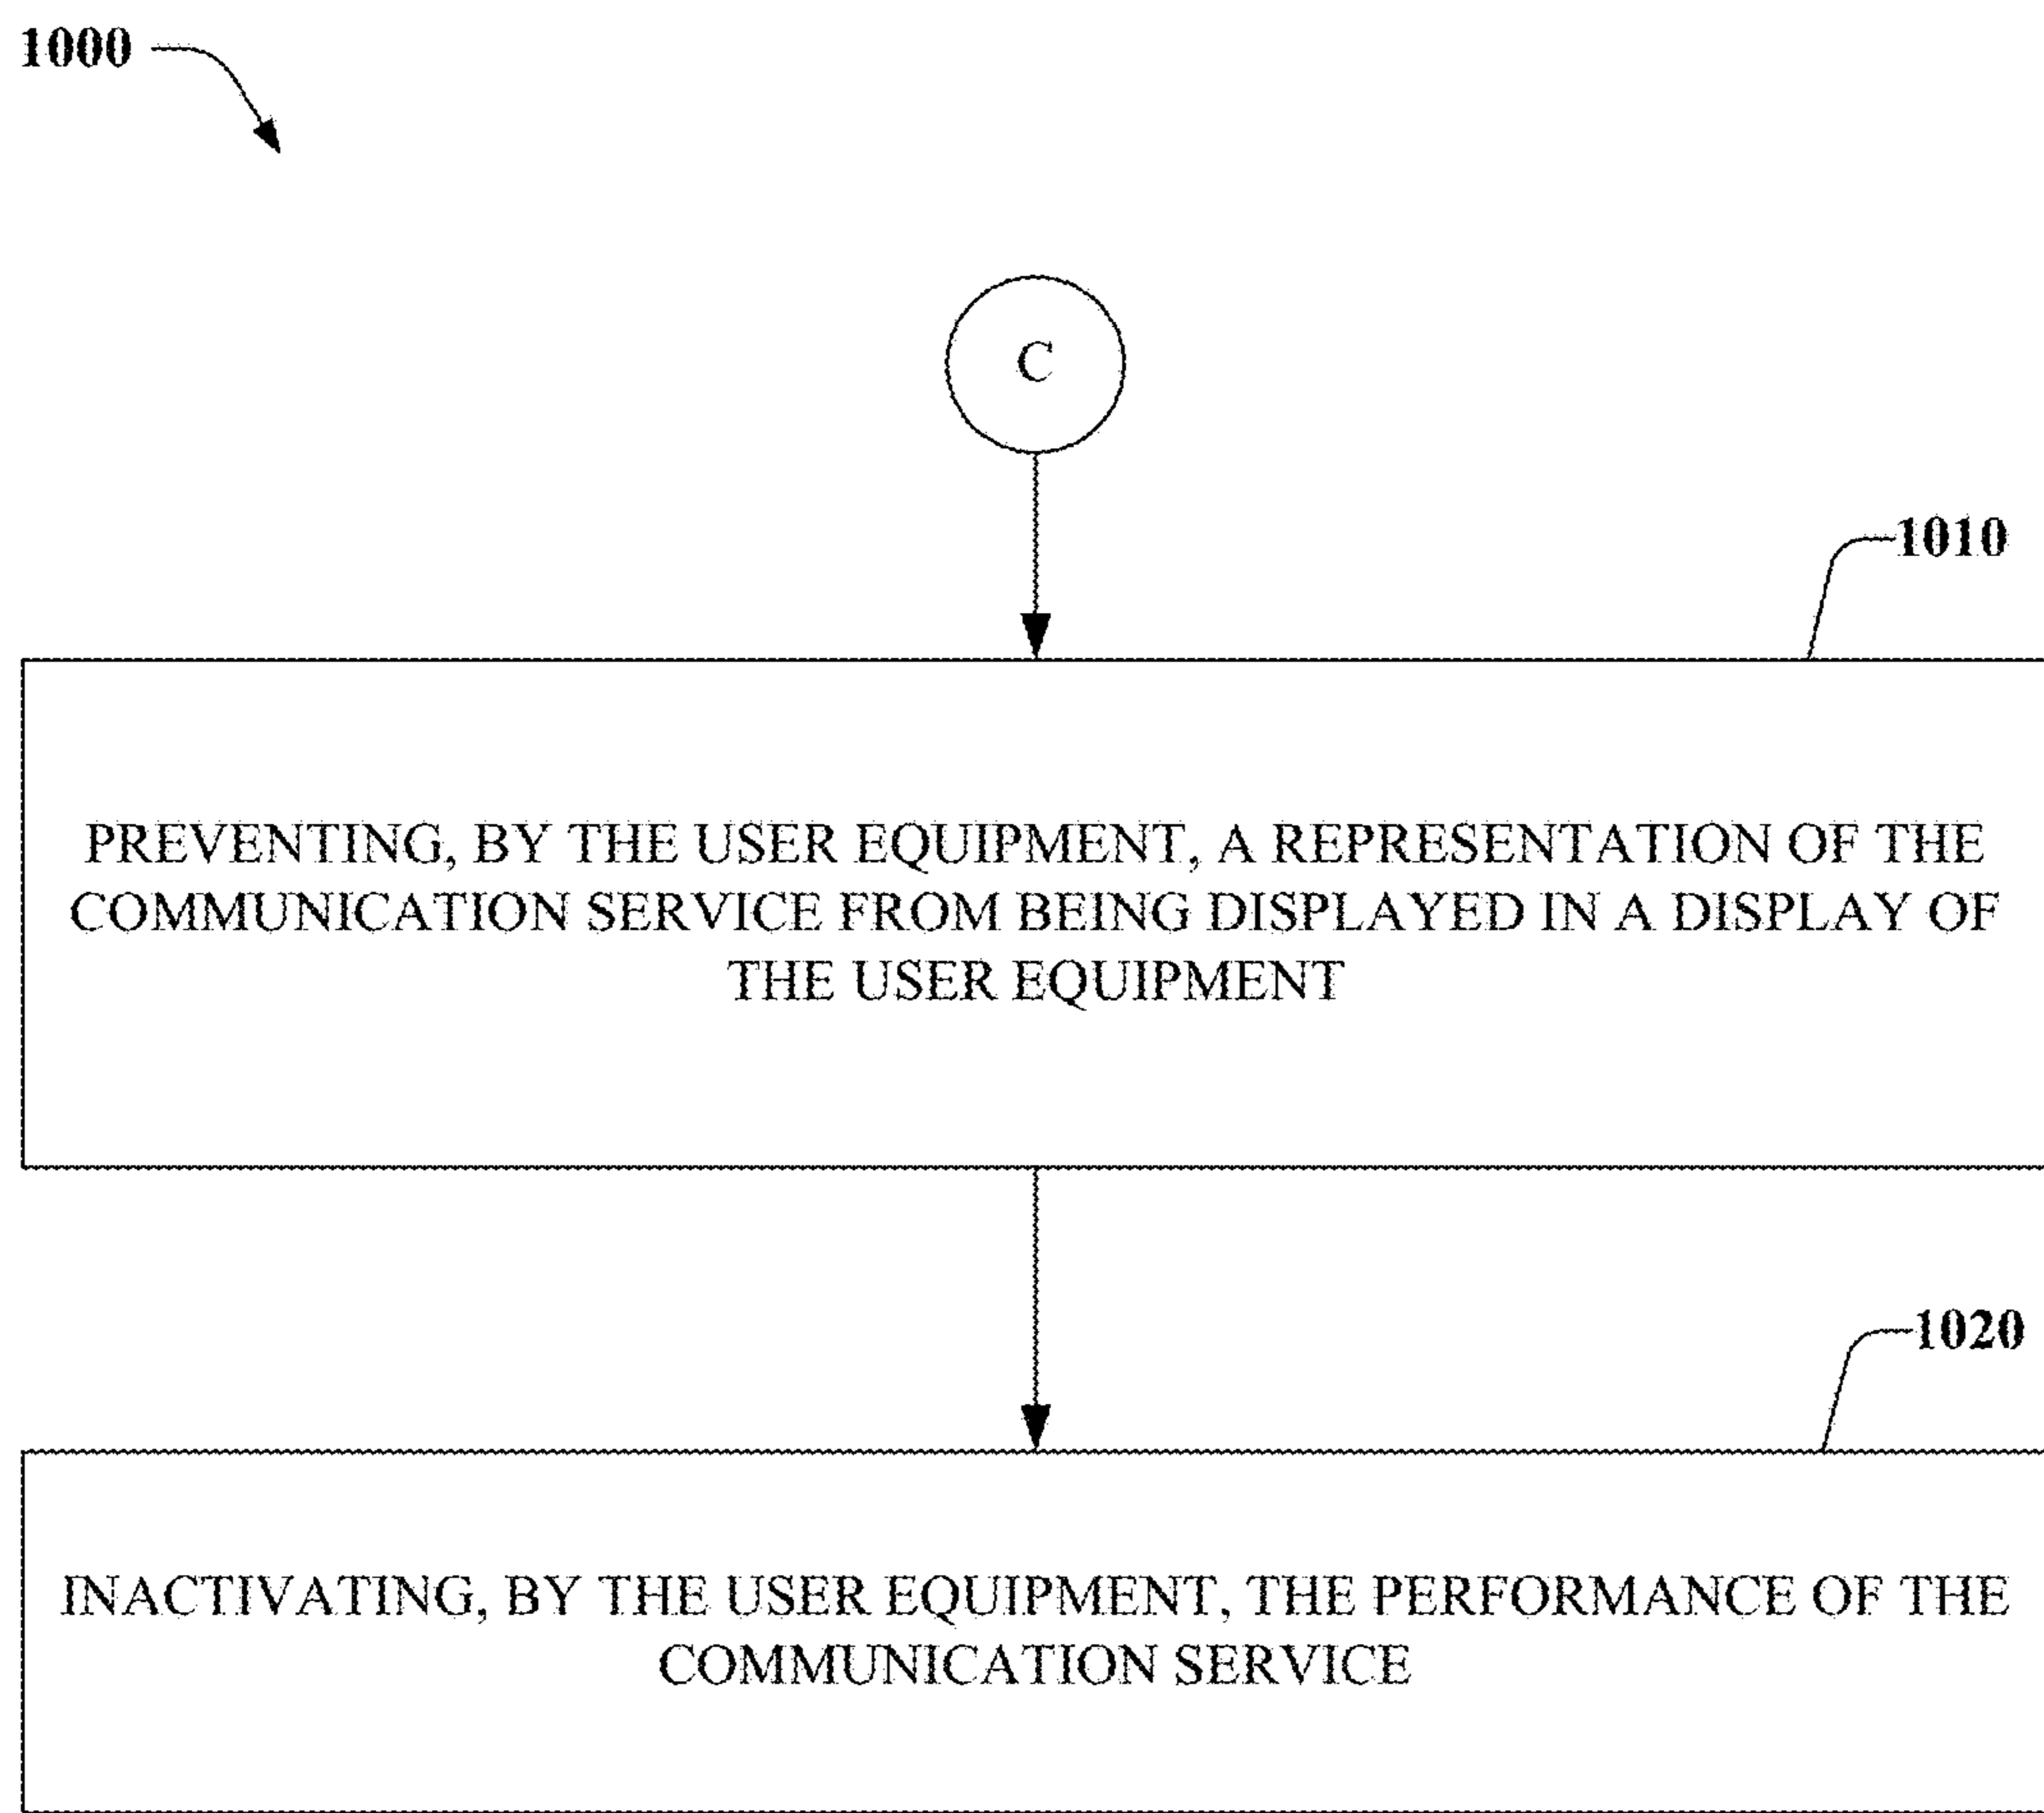 1000
C
1010
PREVENTING, BY THE USER EQUIPMENT, A REPRESENTATION OF THE
COMMUNICATION SERVICE FROM BEING DISPLAYED IN A DISPLAY OF
THE USER EQUIPMENT
1020
INACTIVATING, BY THE USER EQUIPMENT, THE PERFORMANCE OF THE
COMMUNICATION SERVICE